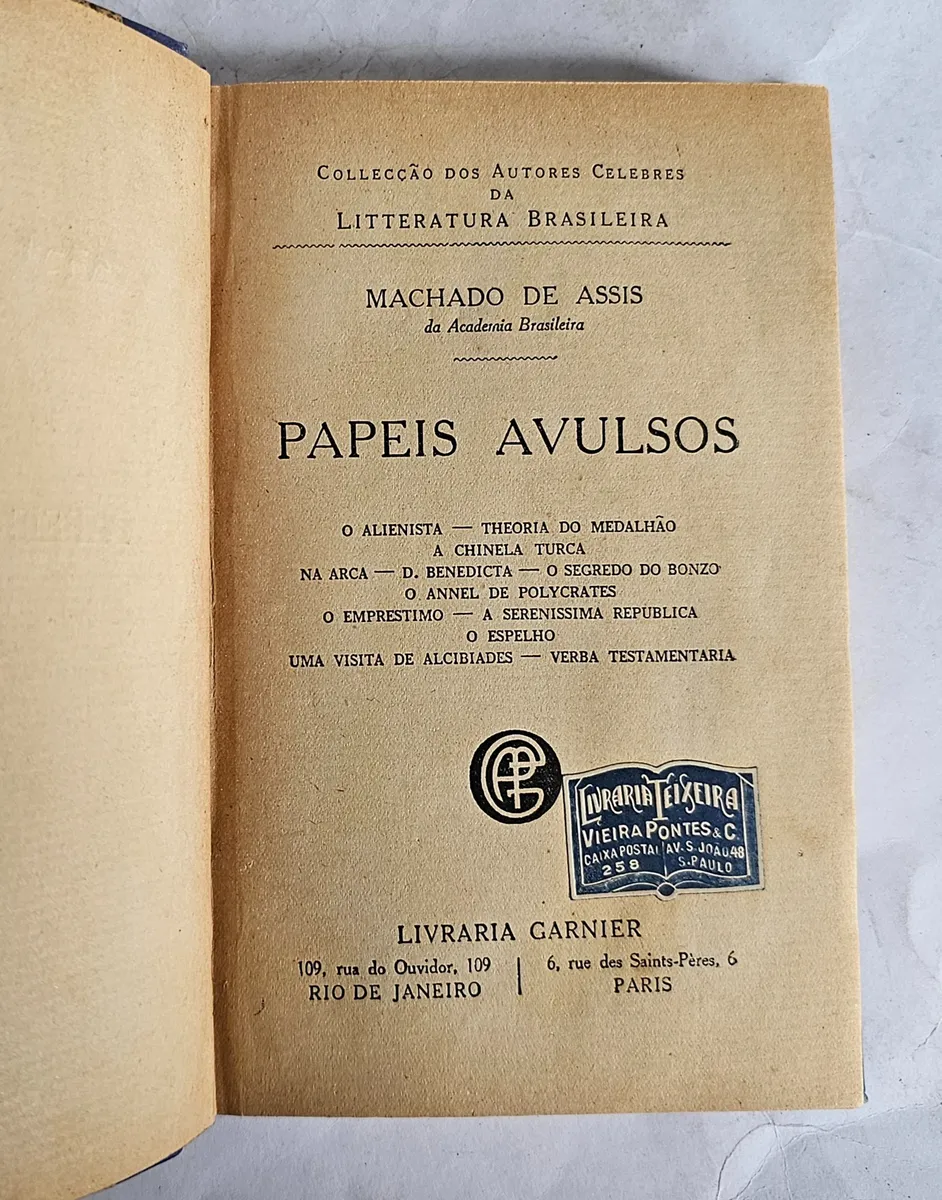 COLLECÇÃO DOS AUTORES CELEBRES
DA
LITTERATURA BRASILEIRA
MACHADO DE ASSIS
da Academia Brasileira
PAPEIS AVULSOS
O ALIENISTA — THEORIA DO MEDALHÃO
A CHINELA TURCA
NA ARCA — D. BENEDICTA — O SEGREDO DO BONZO
O ANNEL DE POLYCRATES
O EMPRESTIMO — A SERENISSIMA REPUBLICA
O ESPELHO
UMA VISITA DE ALCIBIADES — VERBA TESTAMENTARIA
LIVRARIA TEIXEIRA
VIEIRA PONTES & C.
CAIXA POSTAL AV. S. JOÃO, 48
258 S. PAULO
LIVRARIA GARNIER
109, rua do Ouvidor, 109 6, rue des Saints-Pères, 6
RIO DE JANEIRO PARIS